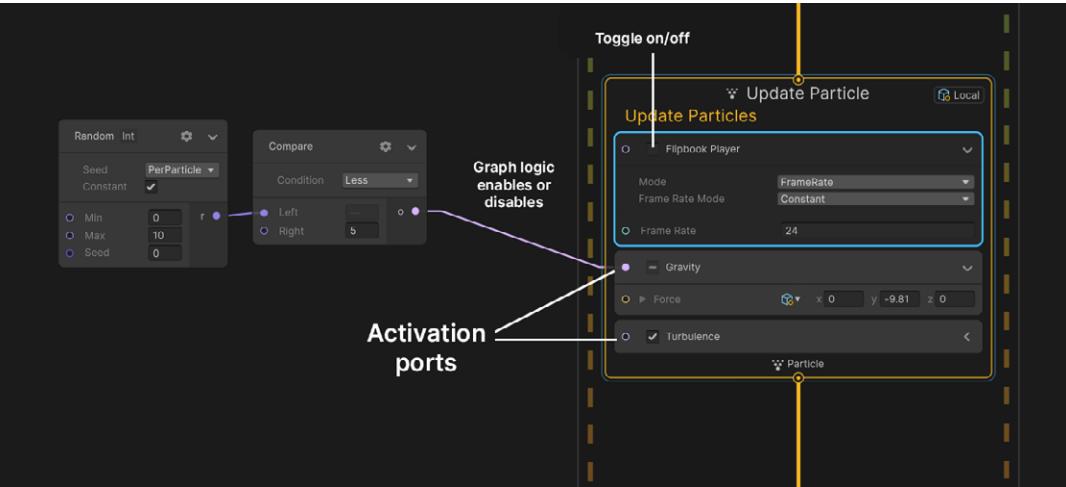 Toggle on/off
Update Particle
Local
Update Particles
Random Int
Seed PerParticle
Constant
Min 0
r
Max 10
Seed 0
Compare
Condition Less
Left
Right 5
Graph logic
enables or
disables
Flipbook Player
Mode FrameRate
Frame Rate Mode Constant
Frame Rate 24
Gravity
Force x 0 y -9.81 z 0
Activation
ports
Turbulence
Particle